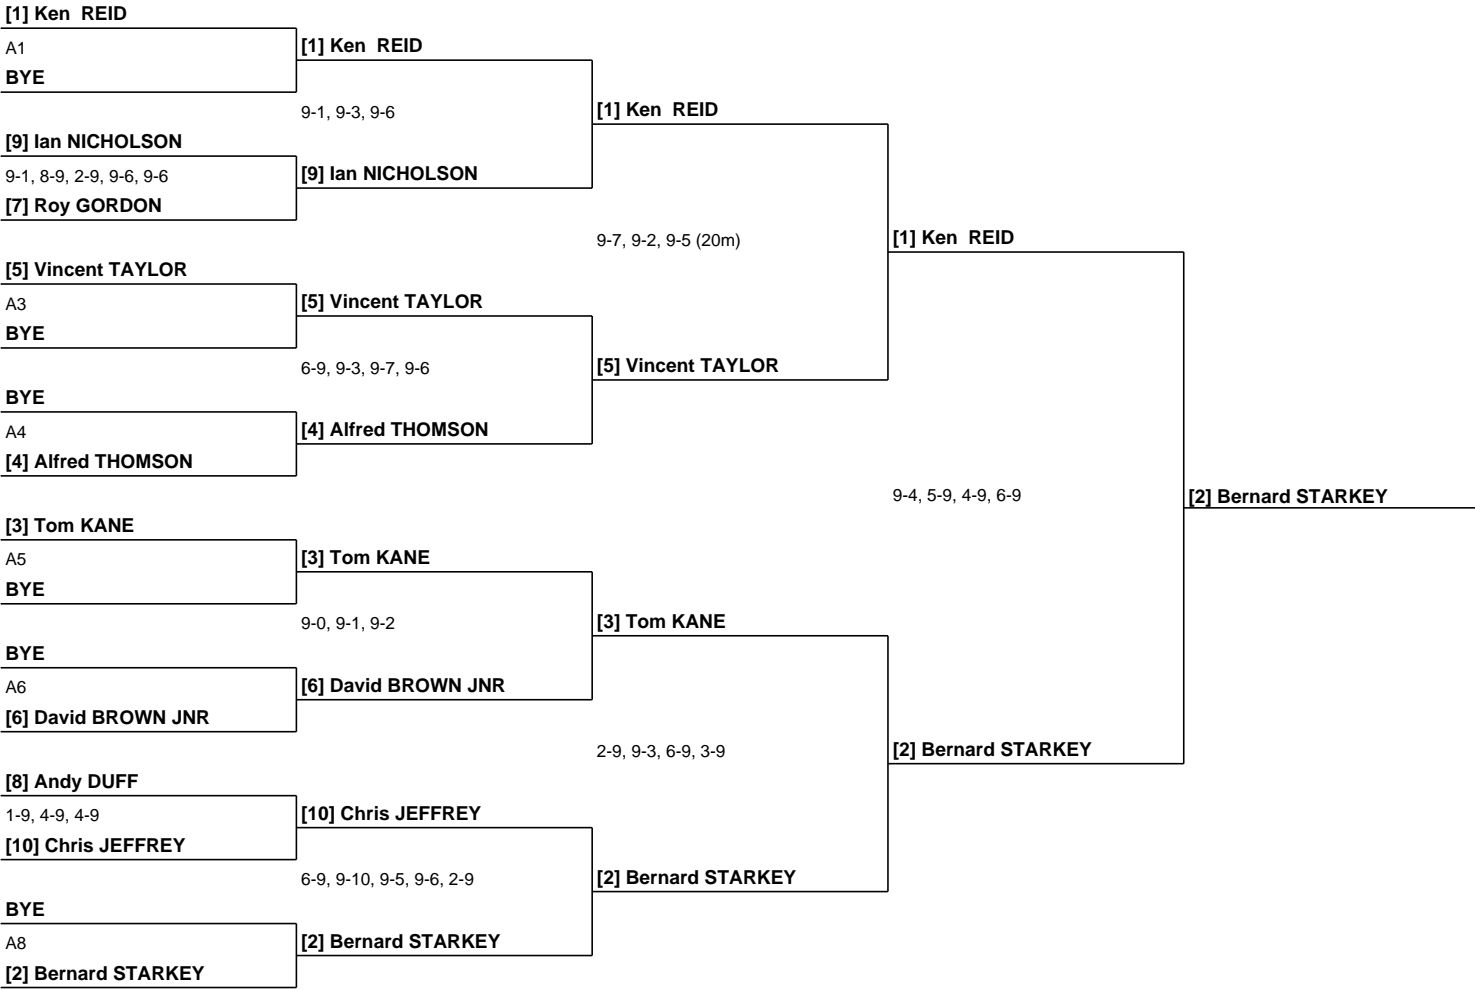 [1] Ken  REID
A1
BYE
[1] Ken  REID
9-1, 9-3, 9-6
[9] Ian NICHOLSON
9-1, 8-9, 2-9, 9-6, 9-6
[7] Roy GORDON
[9] Ian NICHOLSON
[1] Ken  REID
9-7, 9-2, 9-5 (20m)
[5] Vincent TAYLOR
A3
BYE
[5] Vincent TAYLOR
6-9, 9-3, 9-7, 9-6
BYE
A4
[4] Alfred THOMSON
[4] Alfred THOMSON
[5] Vincent TAYLOR
[1] Ken  REID
9-4, 5-9, 4-9, 6-9
[2] Bernard STARKEY
[3] Tom KANE
A5
BYE
[3] Tom KANE
9-0, 9-1, 9-2
BYE
A6
[6] David BROWN JNR
[6] David BROWN JNR
[3] Tom KANE
2-9, 9-3, 6-9, 3-9
[2] Bernard STARKEY
[8] Andy DUFF
1-9, 4-9, 4-9
[10] Chris JEFFREY
[10] Chris JEFFREY
6-9, 9-10, 9-5, 9-6, 2-9
[2] Bernard STARKEY
BYE
A8
[2] Bernard STARKEY
[2] Bernard STARKEY